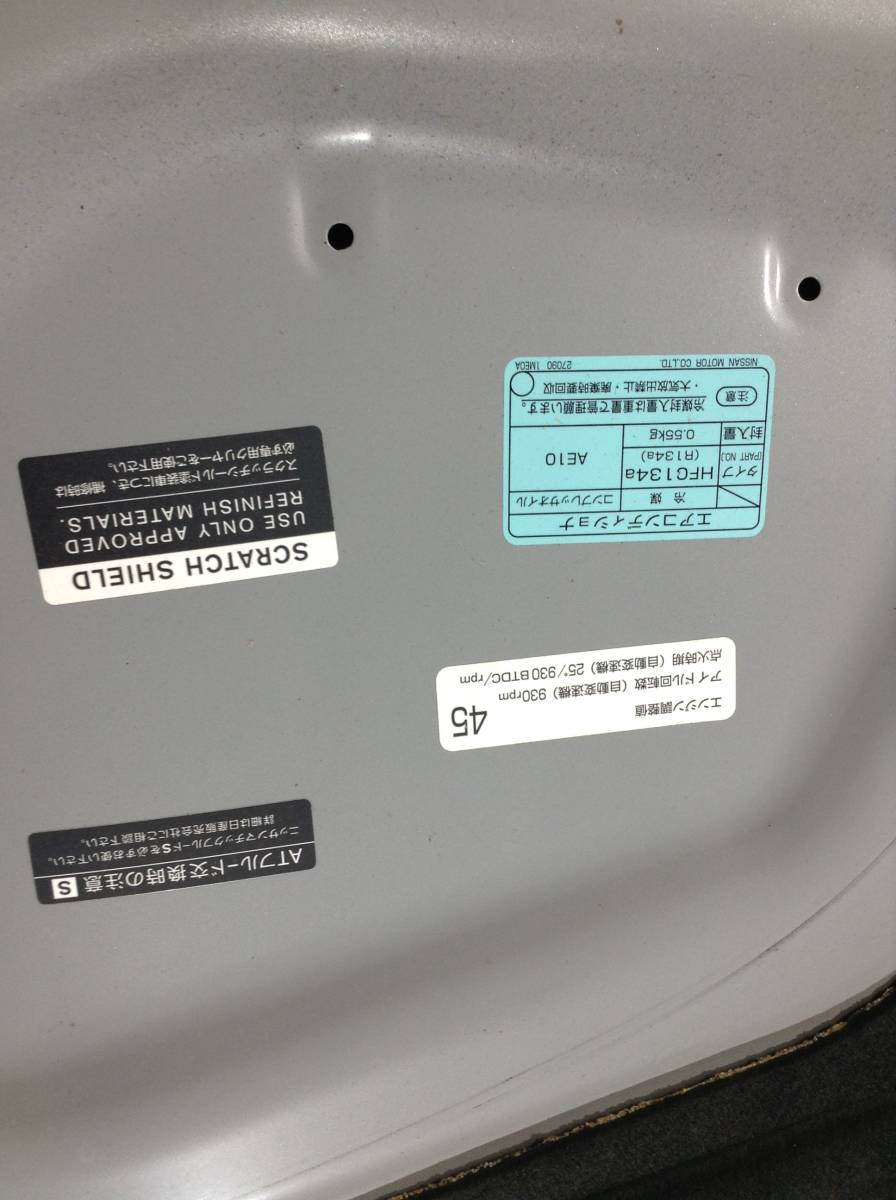 ATフルード交換時の注意 S
ニッサンマチックフルードSを必ずお使い下さい。
詳細は日産販売会社にご相談下さい。
エンジン調整値
45
アイドル回転数 (自動変速機) 930rpm
点火時期 (自動変速機) 25°/930 BTDC/rpm
SCRATCH SHIELD
USE ONLY APPROVED
REFINISH MATERIALS.
スクラッチシールド塗装車につき、補修時は
必ず専用クリヤーをご使用下さい。
エアコンディショナ
冷 媒 コンプレッサオイル
タイプ HFC134a AE10
(PART NO.) (R134a)
封入量 0.55kg
注意 冷媒封入量は重量で管理願います。
・大気放出禁止・廃棄時要回収
NISSAN MOTOR CO.,LTD. 27090 1ME0A